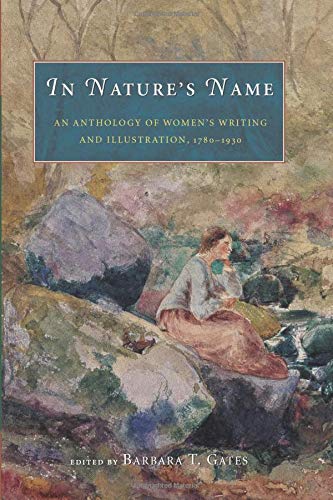 IN NATURE'S NAME
AN ANTHOLOGY OF WOMEN'S WRITING
AND ILLUSTRATION, 1780–1930
EDITED BY BARBARA T. GATES